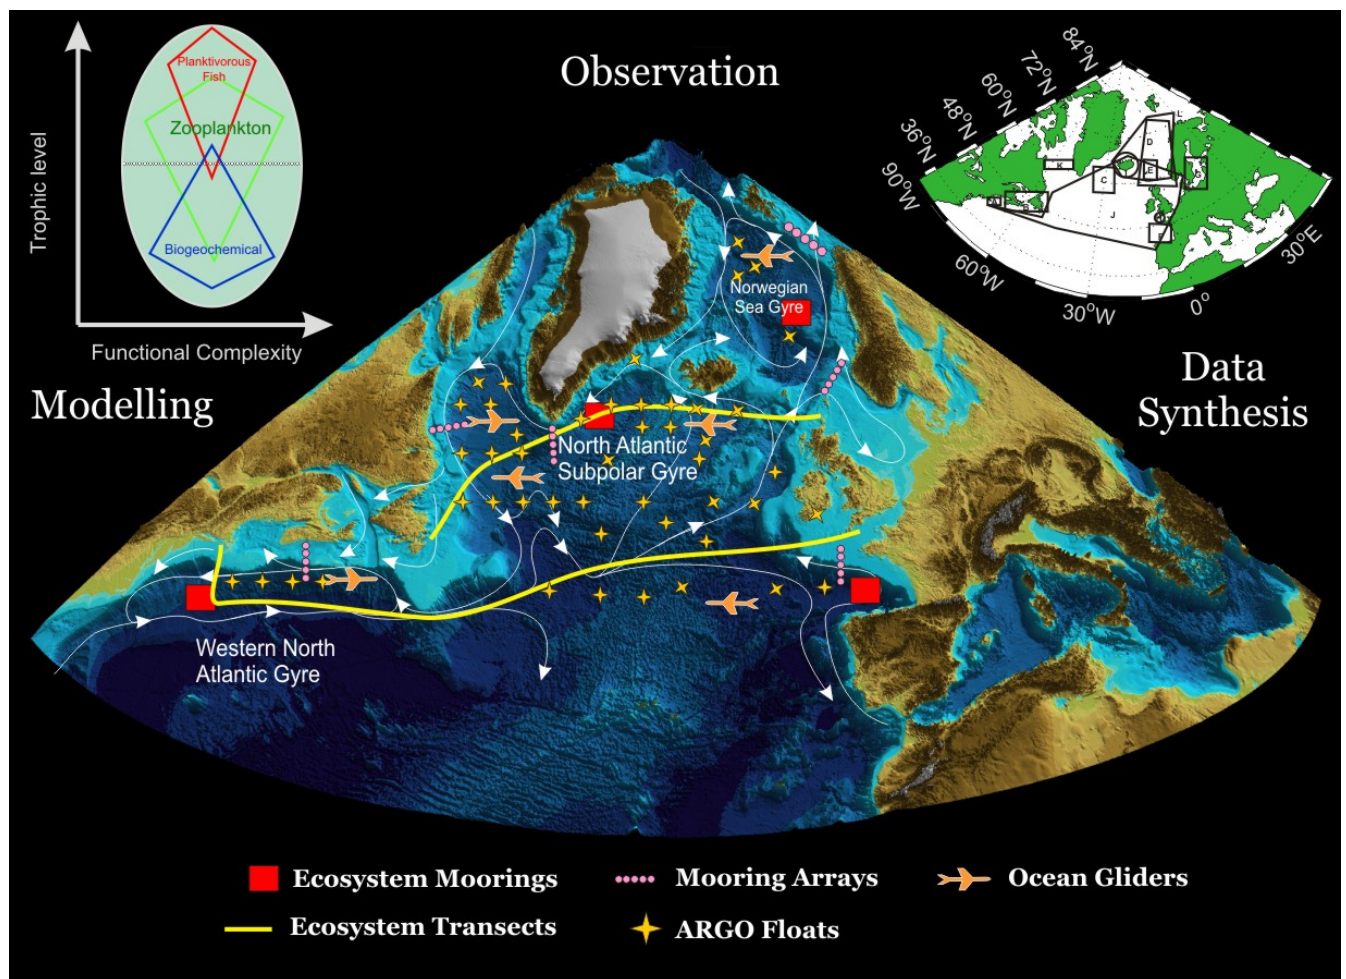 Observation
Trophic level
Planktivorous
Fish
Zooplankton
Biogeochemical
Functional Complexity
Modelling
36°N
48°N
60°N
72°N
84°N
90°W
60°W
30°W
0°
30°E
L
D
K
C
E
J
Data
Synthesis
Norwegian
Sea Gyre
North Atlantic
Subpolar Gyre
Western North
Atlantic Gyre
Ecosystem Moorings
Mooring Arrays
Ocean Gliders
Ecosystem Transects
ARGO Floats